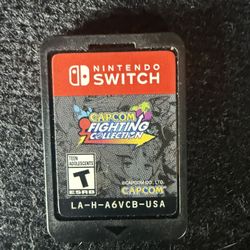 NINTENDO
SWITCH
CAPCOM
FIGHTING
COLLECTION
TEEN
ADOLESCENTS
T
ESRB
©CAPCOM CO., LTD.
CAPCOM
LA-H-A6VCB-USA